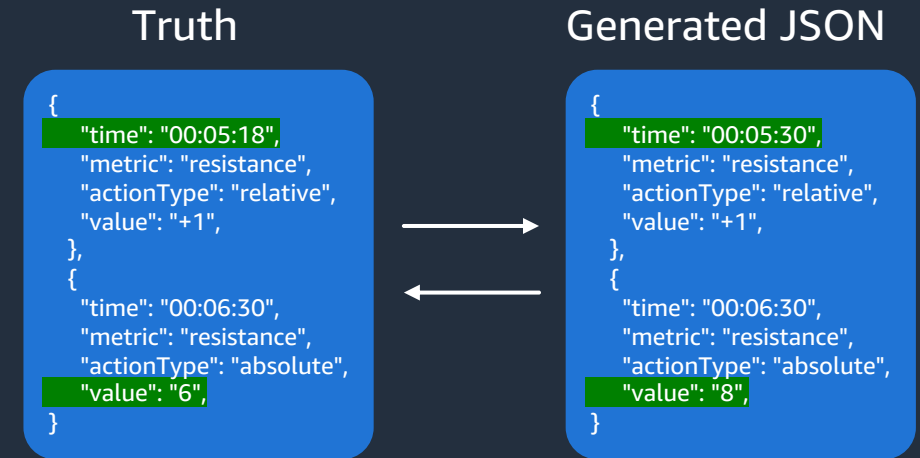 Truth
{
"time": "00:05:18",
"metric": "resistance",
"actionType": "relative",
"value": "+1",
},
{
"time": "00:06:30",
"metric": "resistance",
"actionType": "absolute",
"value": "6",
}
Generated JSON
{
"time": "00:05:30",
"metric": "resistance",
"actionType": "relative",
"value": "+1",
},
{
"time": "00:06:30",
"metric": "resistance",
"actionType": "absolute",
"value": "8",
}